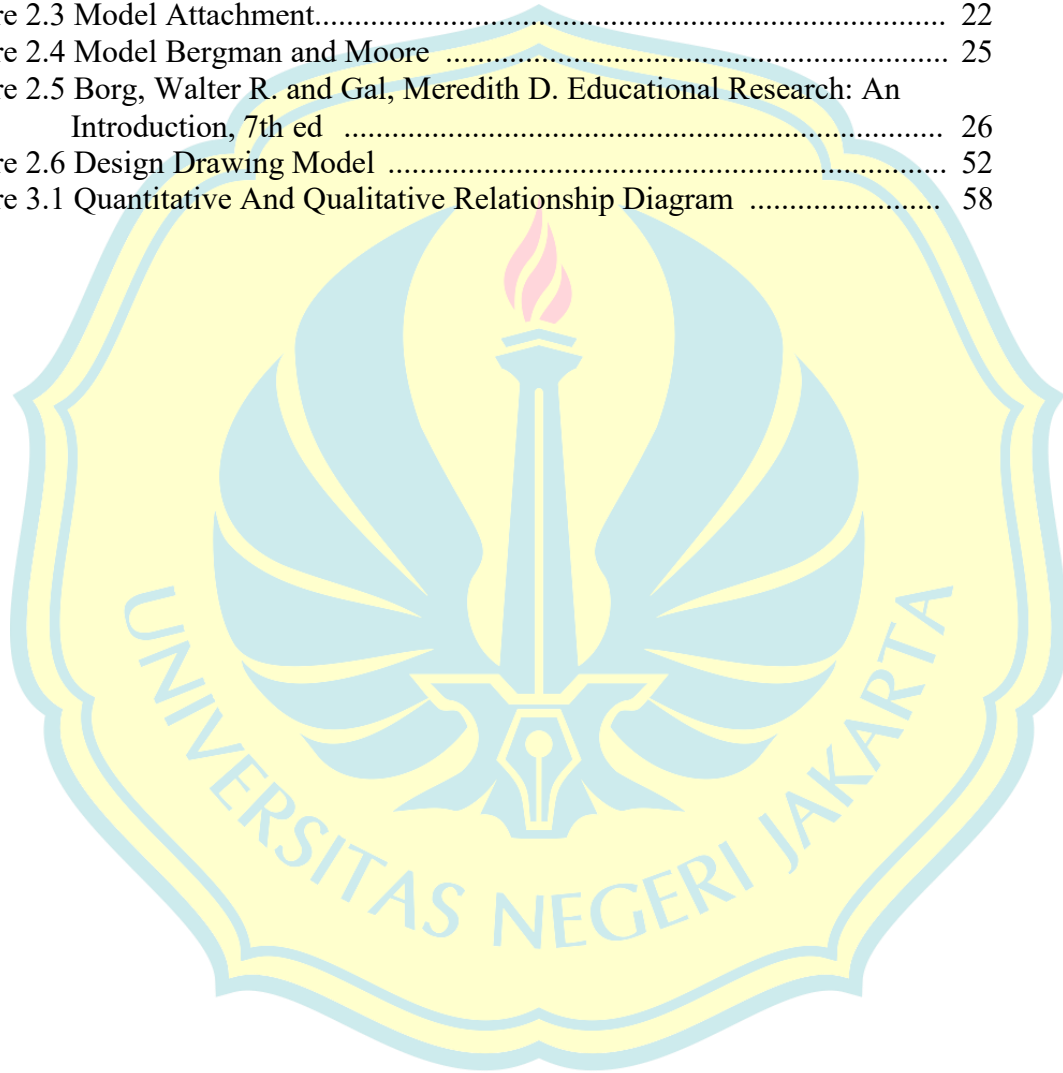 re 2.3 Model Attachment............................................................................... 22
re 2.4 Model Bergman and Moore ............................................................... 25
re 2.5 Borg, Walter R. and Gal, Meredith D. Educational Research: An
Introduction, 7th ed ........................................................................... 26
re 2.6 Design Drawing Model ...................................................................... 52
re 3.1 Quantitative And Qualitative Relationship Diagram ........................ 58
UNIVERSITAS NEGERI JAKARTA